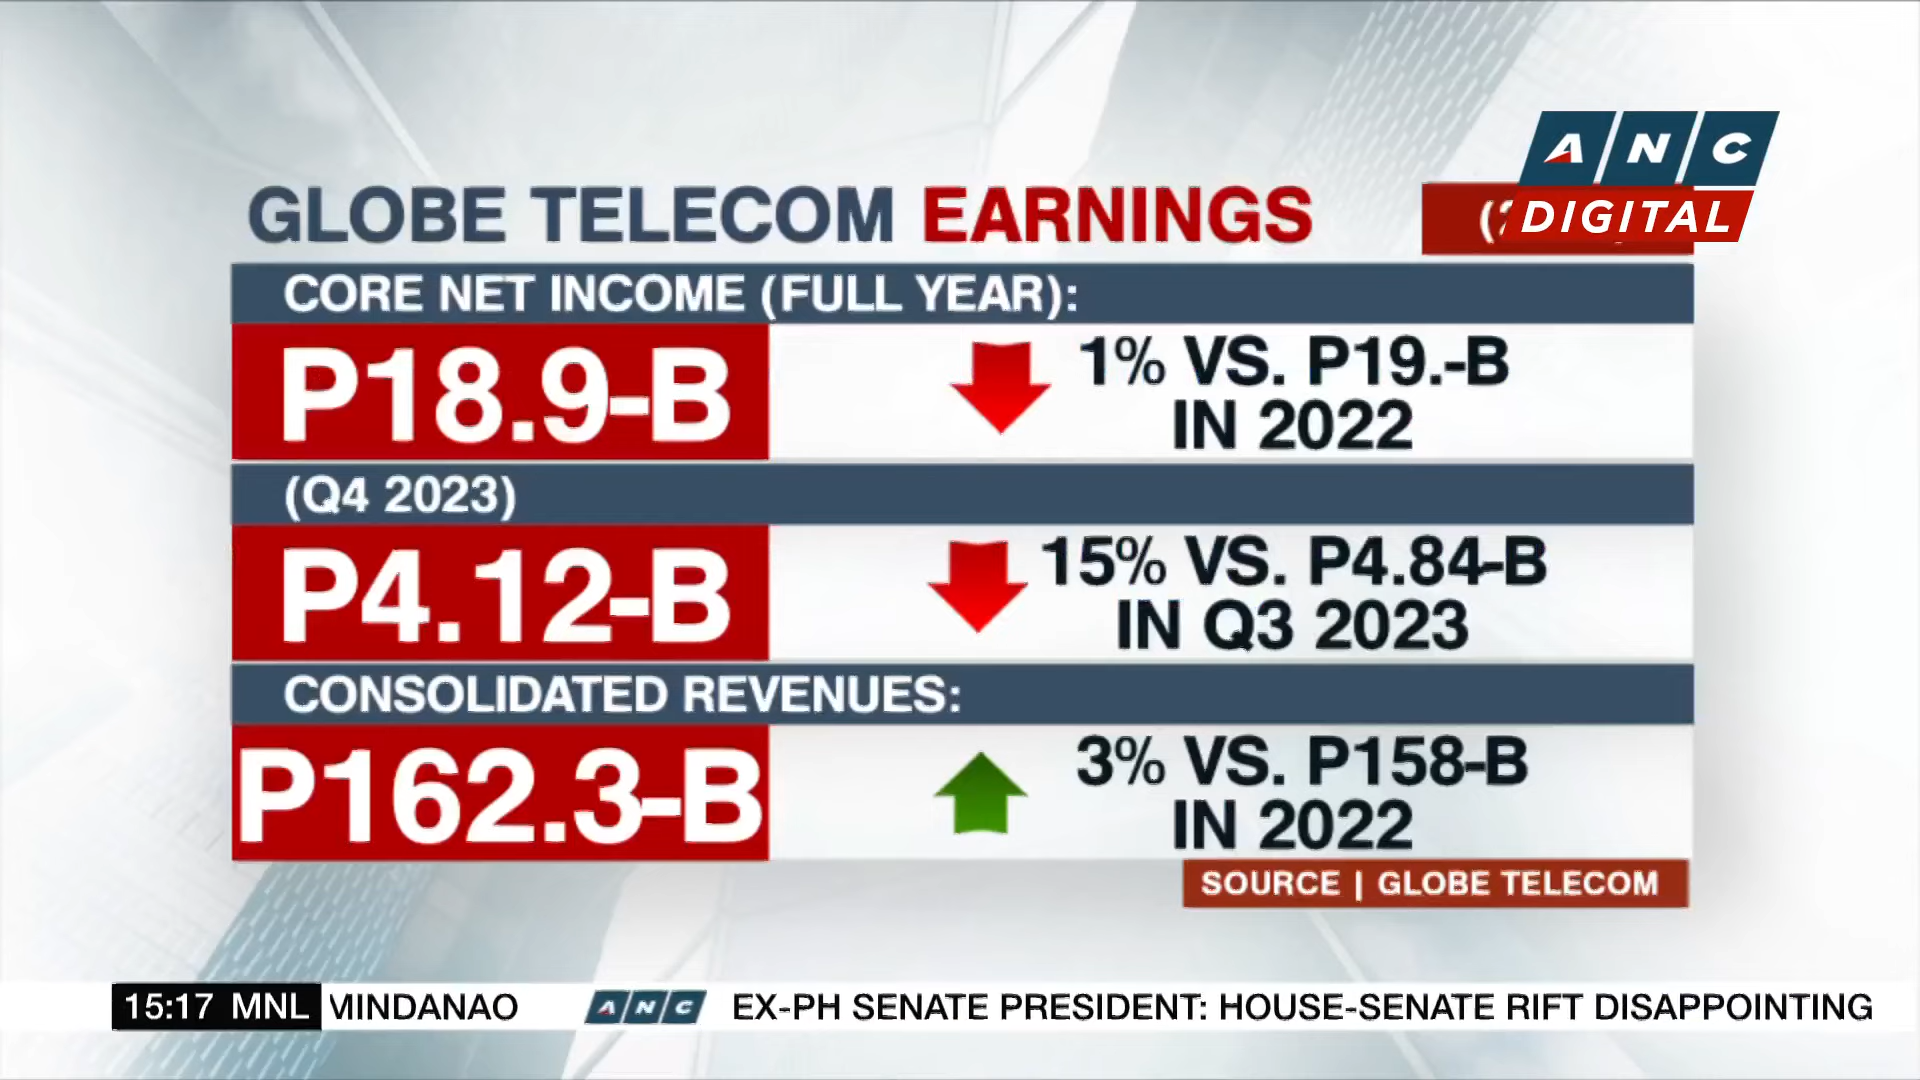 ANC
DIGITAL
GLOBE TELECOM EARNINGS
CORE NET INCOME (FULL YEAR):
P18.9-B
1% VS. P19.-B
IN 2022
(Q4 2023)
P4.12-B
15% VS. P4.84-B
IN Q3 2023
CONSOLIDATED REVENUES:
P162.3-B
3% VS. P158-B
IN 2022
SOURCE | GLOBE TELECOM
15:17 MNL MINDANAO ANC EX-PH SENATE PRESIDENT: HOUSE-SENATE RIFT DISAPPOINTING